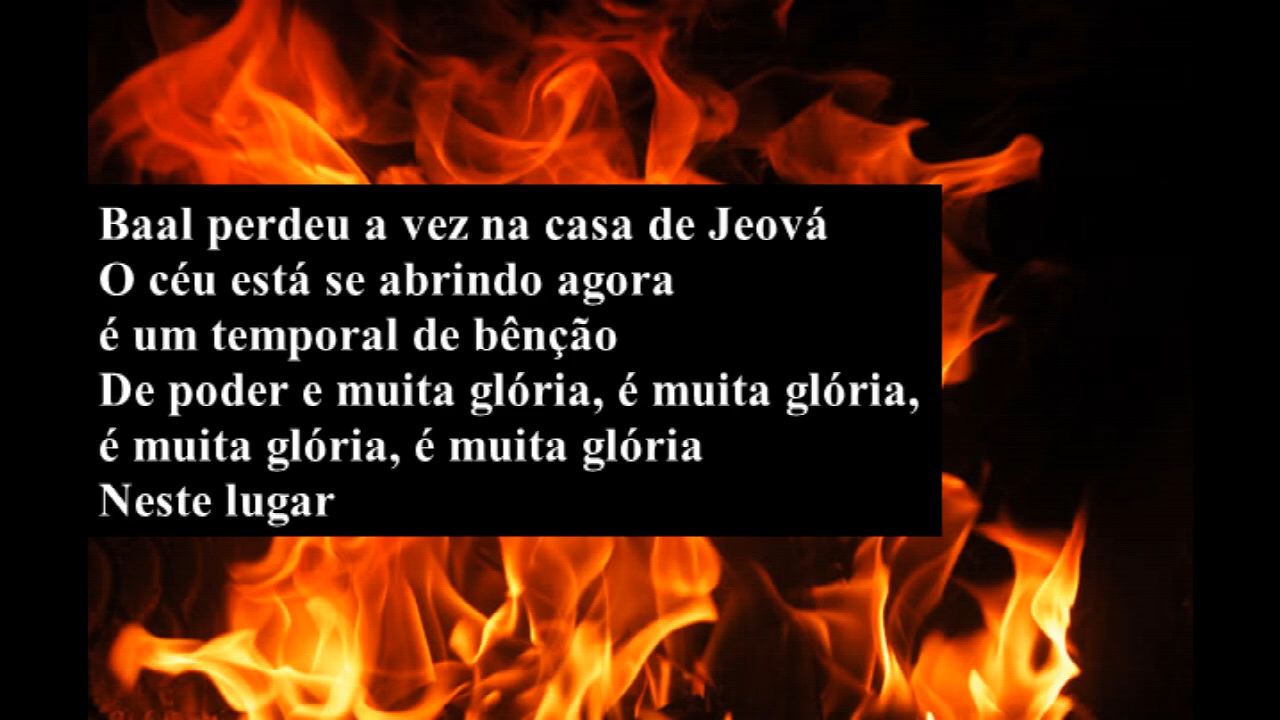 Baal perdeu a vez na casa de Jeová
O céu está se abrindo agora
é um temporal de bênção
De poder e muita glória, é muita glória,
é muita glória, é muita glória
Neste lugar